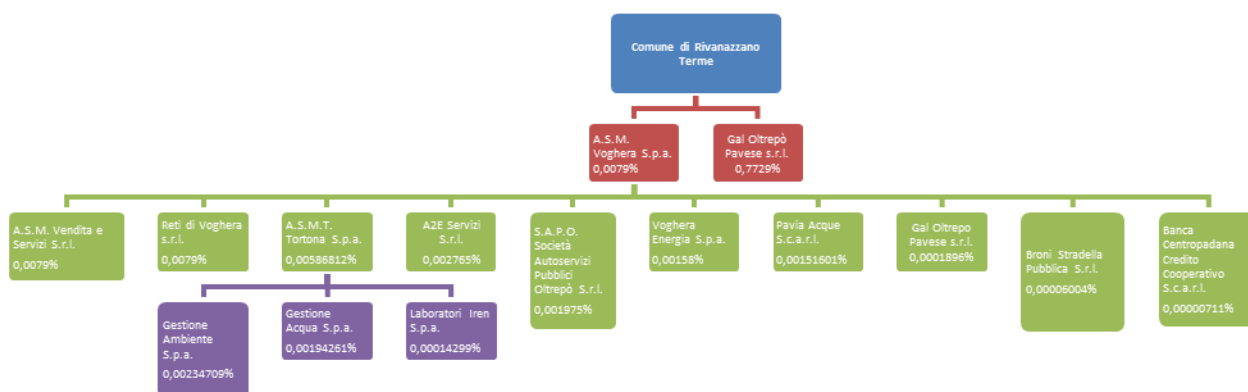 Comune di Rivanazzano
Terme
A.S.M.
Voghera S.p.a.
0,0079%
Gal Oltrepò
Pavese s.r.l.
0,7729%
A.S.M. Vendita e
Servizi S.r.l.
0,0079%
Reti di Voghera
s.r.l.
0,0079%
A.S.M.T.
Tortona S.p.a.
0,00586812%
A2E Servizi
S.r.l.
0,002765%
S.A.P.O.
Società
Autoservizi
Pubblici
Oltrepò S.r.l.
0,001975%
Voghera
Energia S.p.a.
0,00158%
Pavia Acque
S.c.a.r.l.
0,00151601%
Gal Oltrepo
Pavese s.r.l.
0,0001896%
Broni Stradella
Pubblica S.r.l.
0,00006004%
Banca
Centropadana
Credito
Cooperativo
S.c.a.r.l.
0,00000711%
Gestione
Ambiente
S.p.a.
0,00234709%
Gestione
Acqua S.p.a.
0,00194261%
Laboratori Iren
S.p.a.
0,00014299%